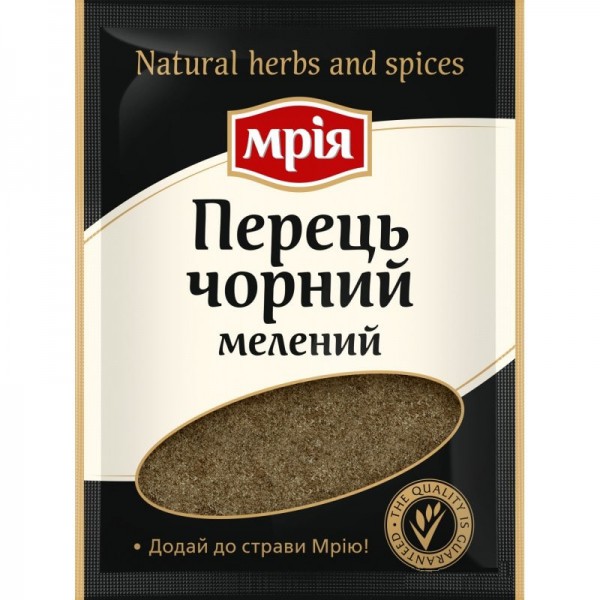 Natural herbs and spices
мрія
Перець
чорний
мелений
• Додай до страви Мрію!
• THE QUALITY IS GUARANTEED